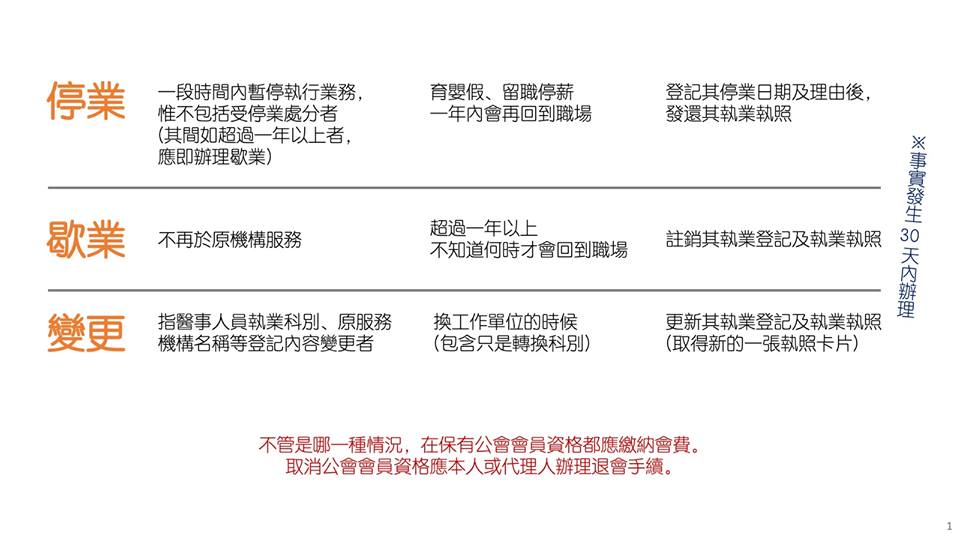 停業
一段時間內暫停執行業務，
惟不包括受停業處分者
(其間如超過一年以上者，
應即辦理歇業)
育嬰假、留職停薪
一年內會再回到職場
登記其停業日期及理由後，
發還其執業執照
歇業
不再於原機構服務
超過一年以上
不知道何時才會回到職場
註銷其執業登記及執業執照
變更
指醫事人員執業科別、原服務
機構名稱等登記內容變更者
換工作單位的時候
(包含只是轉換科別)
更新其執業登記及執業執照
(取得新的一張執照卡片)
※事實發生30天內辦理
不管是哪一種情況，在保有公會會員資格都應繳納會費。
取消公會會員資格應本人或代理人辦理退會手續。
1